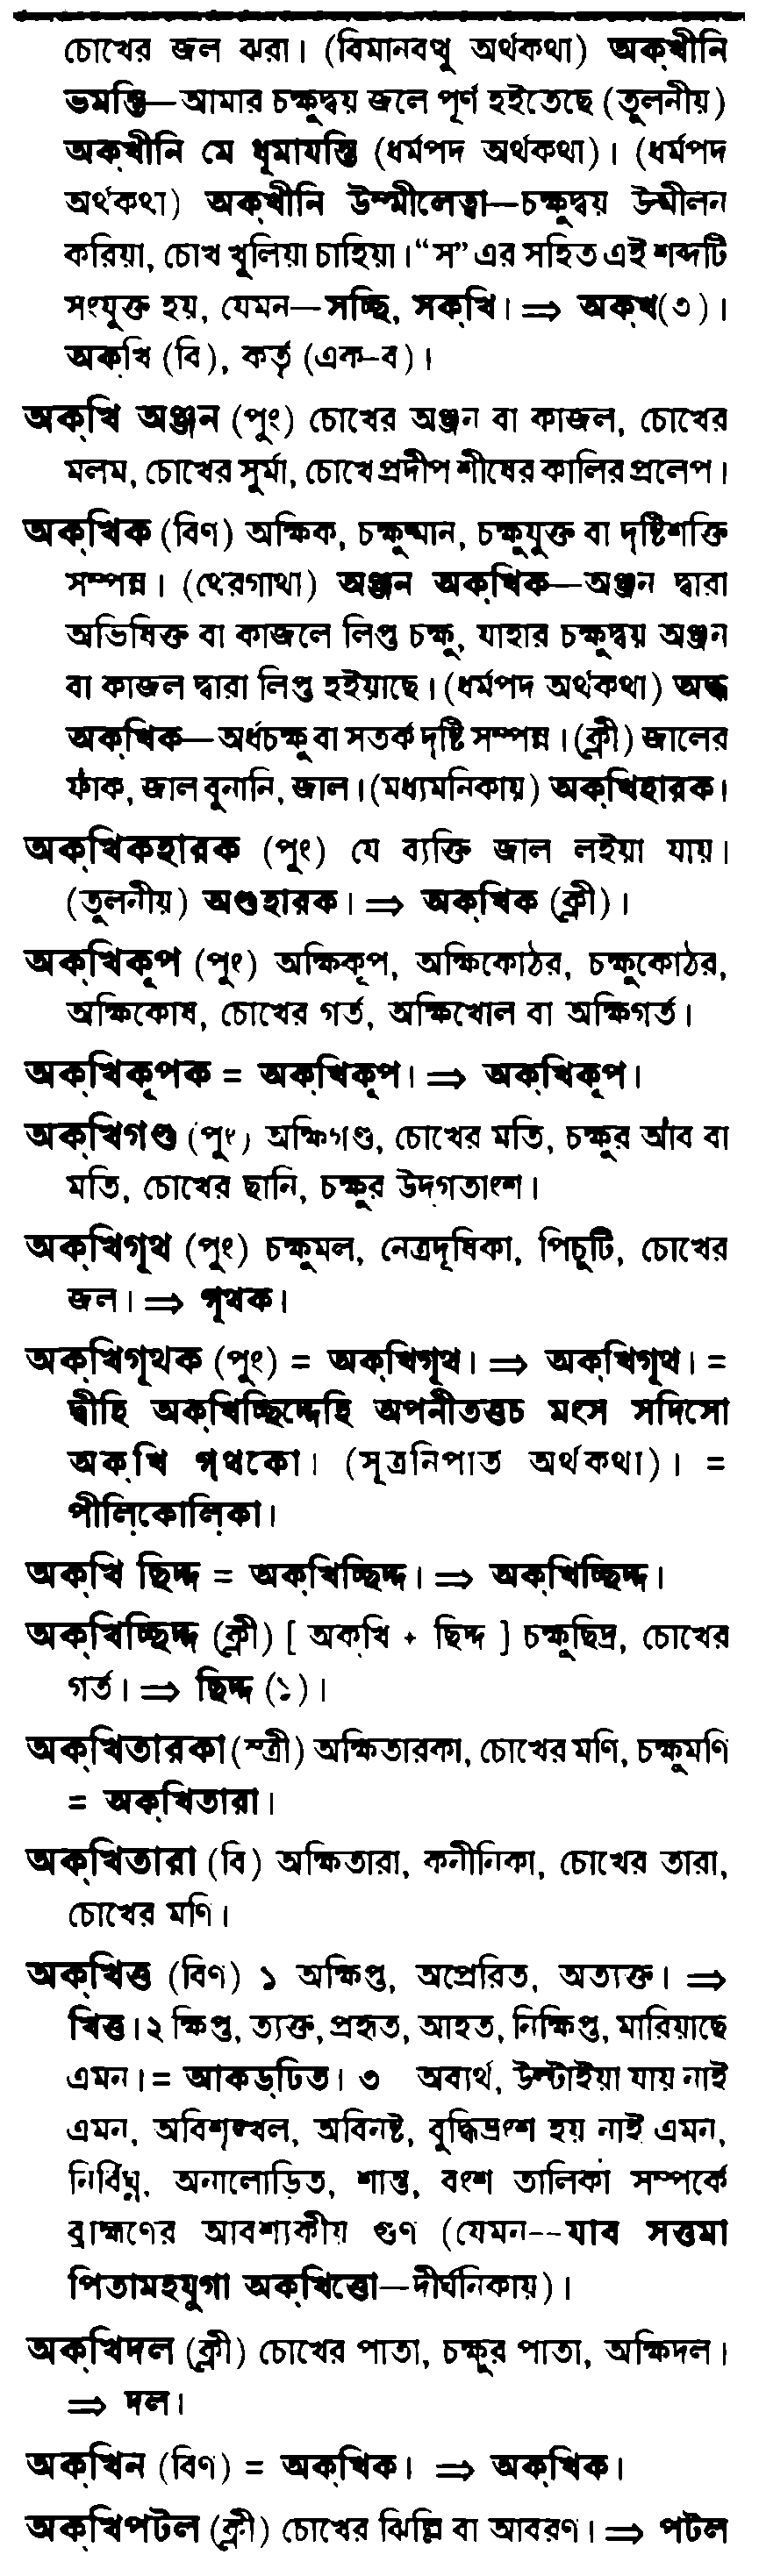 চোখের জল ঝরা। (বিমানবত্থু অর্থকথা) অক্‌খীনি
ভমন্তি—আমার চক্ষুদ্বয় জলে পূর্ণ হইতেছে (তুলনীয়)
অক্‌খীনি মে ধূমাযন্তি (ধর্মপদ অর্থকথা)। (ধর্মপদ
অর্থকথা) অক্‌খীনি উম্মীলেত্বা—চক্ষুদ্বয় উন্মীলন
করিয়া, চোখ খুলিয়া চাহিয়া। “স” এর সহিত এই শব্দটি
সংযুক্ত হয়, যেমন—সচ্ছি, সক্‌খি। ⇒ অক্‌খ(৩)।
অক্‌খি (বি), কর্তৃ (এক-ব)।
অক্‌খি অঞ্জন (পুং) চোখের অঞ্জন বা কাজল, চোখের
মলম, চোখের সুর্মা, চোখে প্রদীপ শীষের কালির প্রলেপ।
অক্‌খিক (বিণ) অক্ষিক, চক্ষুষ্মান, চক্ষুযুক্ত বা দৃষ্টিশক্তি
সম্পন্ন। (থেরগাথা) অঞ্জন অক্‌খিক—অঞ্জন দ্বারা
অভিষিক্ত বা কাজলে লিপ্ত চক্ষু, যাহার চক্ষুদ্বয় অঞ্জন
বা কাজল দ্বারা লিপ্ত হইয়াছে। (ধর্মপদ অর্থকথা) অদ্ধ
অক্‌খিক—অর্ধচক্ষু বা সতর্ক দৃষ্টি সম্পন্ন। (ক্লী) জালের
ফাঁক, জাল বুনানি, জাল। (মধ্যমনিকায়) অক্‌খিহারক।
অক্‌খিকহারক (পুং) যে ব্যক্তি জাল লইয়া যায়।
(তুলনীয়) অণ্ডহারক। ⇒ অক্‌খিক (ক্লী)।
অক্‌খিকূপ (পুং) অক্ষিকূপ, অক্ষিকোঠর, চক্ষুকোঠর,
অক্ষিকোষ, চোখের গর্ত, অক্ষিখোল বা অক্ষিগর্ত।
অক্‌খিকূপক = অক্‌খিকূপ। ⇒ অক্‌খিকূপ।
অক্‌খিগণ্ড (পুং) অক্ষিগণ্ড, চোখের মতি, চক্ষুর আঁব বা
মতি, চোখের ছানি, চক্ষুর উদ্গতাংশ।
অক্‌খিগূথ (পুং) চক্ষুমল, নেত্রদূষিকা, পিচুটি, চোখের
জল। ⇒ গূথক।
অক্‌খিগূথক (পুং) = অক্‌খিগূথ। ⇒ অক্‌খিগূথ। =
দ্বীহি অক্‌খিচ্ছিদ্দেহি অপনীতত্তচ মংস সদিসো
অক্‌খি গূথকো। (সূত্রনিপাত অর্থকথা)। =
পীলি়কোলি়কা।
অক্‌খি ছিদ্দ = অক্‌খিচ্ছিদ্দ। ⇒ অক্‌খিচ্ছিদ্দ।
অক্‌খিচ্ছিদ্দ (ক্লী) [ অক্‌খি + ছিদ্দ ] চক্ষুছিদ্র, চোখের
গর্ত। ⇒ ছিদ্দ (১)।
অক্‌খিতারকা (স্ত্রী) অক্ষিতারকা, চোখের মণি, চক্ষুমণি
= অক্‌খিতারা।
অক্‌খিতারা (বি) অক্ষিতারা, কনীনিকা, চোখের তারা,
চোখের মণি।
অক্‌খিত্ত (বিণ) ১ অক্ষিপ্ত, অপ্রেরিত, অত্যক্ত। ⇒
খিত্ত। ২ ক্ষিপ্ত, ত্যক্ত, প্রহৃত, আহত, নিক্ষিপ্ত, মারিয়াছে
এমন। = আকড্‌ঢিত। ৩ অব্যর্থ, উল্টাইয়া যায় নাই
এমন, অবিশৃঙ্খল, অবিনষ্ট, বুদ্ধিভ্রংশ হয় নাই এমন,
নির্বিঘ্ন, অনালোড়িত, শান্ত, বংশ তালিকা সম্পর্কে
ব্রাহ্মণের আবশ্যকীয় গুণ (যেমন--যাব সত্তমা
পিতামহযুগা অক্‌খিত্তো—দীর্ঘনিকায়)।
অক্‌খিদল (ক্লী) চোখের পাতা, চক্ষুর পাতা, অক্ষিদল।
⇒ দল।
অক্‌খিন (বিণ) = অক্‌খিক। ⇒ অক্‌খিক।
অক্‌খিপটল (ক্লী) চোখের ঝিল্লি বা আবরণ। ⇒ পটল